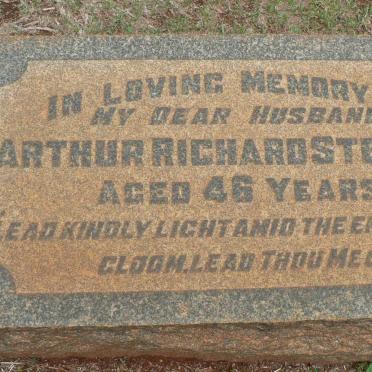 IN LOVING MEMORY
MY DEAR HUSBAND
ARTHUR RICHARD STE
AGED 46 YEARS
LEAD KINDLY LIGHT AMID THE E
GLOOM, LEAD THOU ME